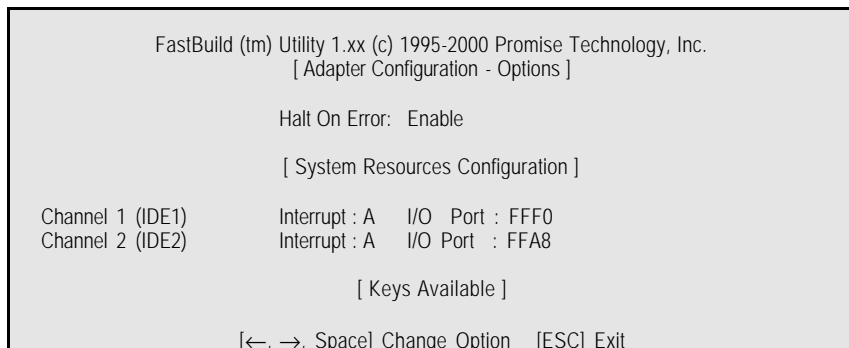 FastBuild (tm) Utility 1.xx (c) 1995-2000 Promise Technology, Inc.
[ Adapter Configuration - Options ]
Halt On Error: Enable
[ System Resources Configuration ]
Channel 1 (IDE1) Interrupt : A I/O Port : FFF0
Channel 2 (IDE2) Interrupt : A I/O Port : FFA8
[ Keys Available ]
[←, →, Space] Change Option [ESC] Exit